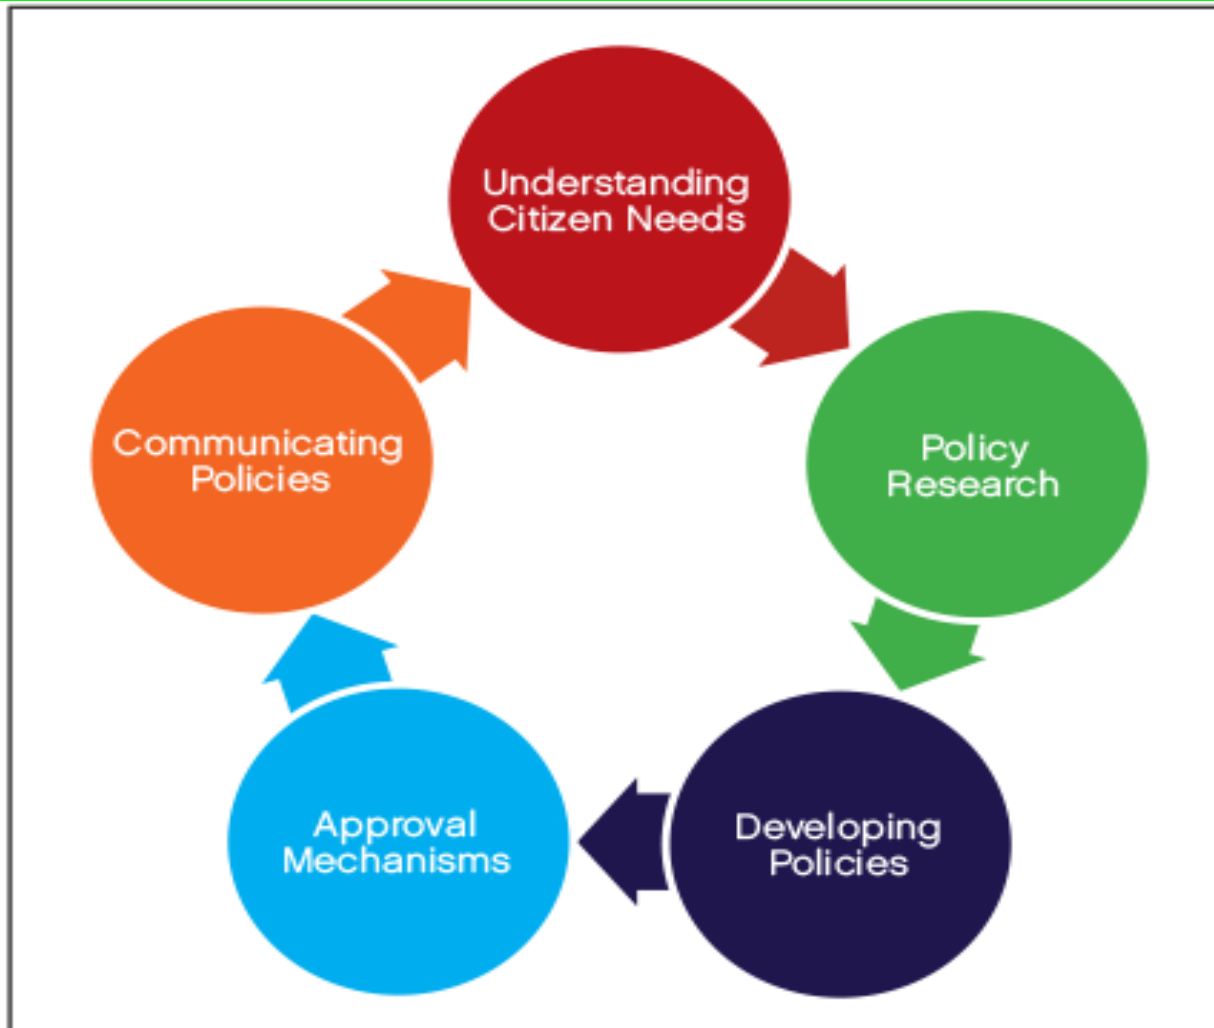 Understanding
Citizen Needs
Policy
Research
Developing
Policies
Approval
Mechanisms
Communicating
Policies